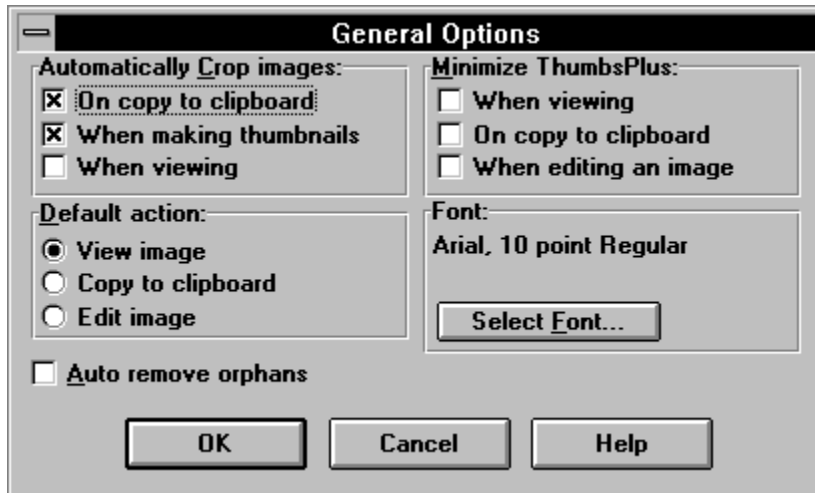 General Options
Automatically Crop images:
On copy to clipboard
When making thumbnails
When viewing
Minimize ThumbsPlus:
When viewing
On copy to clipboard
When editing an image
Default action:
View image
Copy to clipboard
Edit image
Font:
Arial, 10 point Regular
Select Font...
Auto remove orphans
OK
Cancel
Help